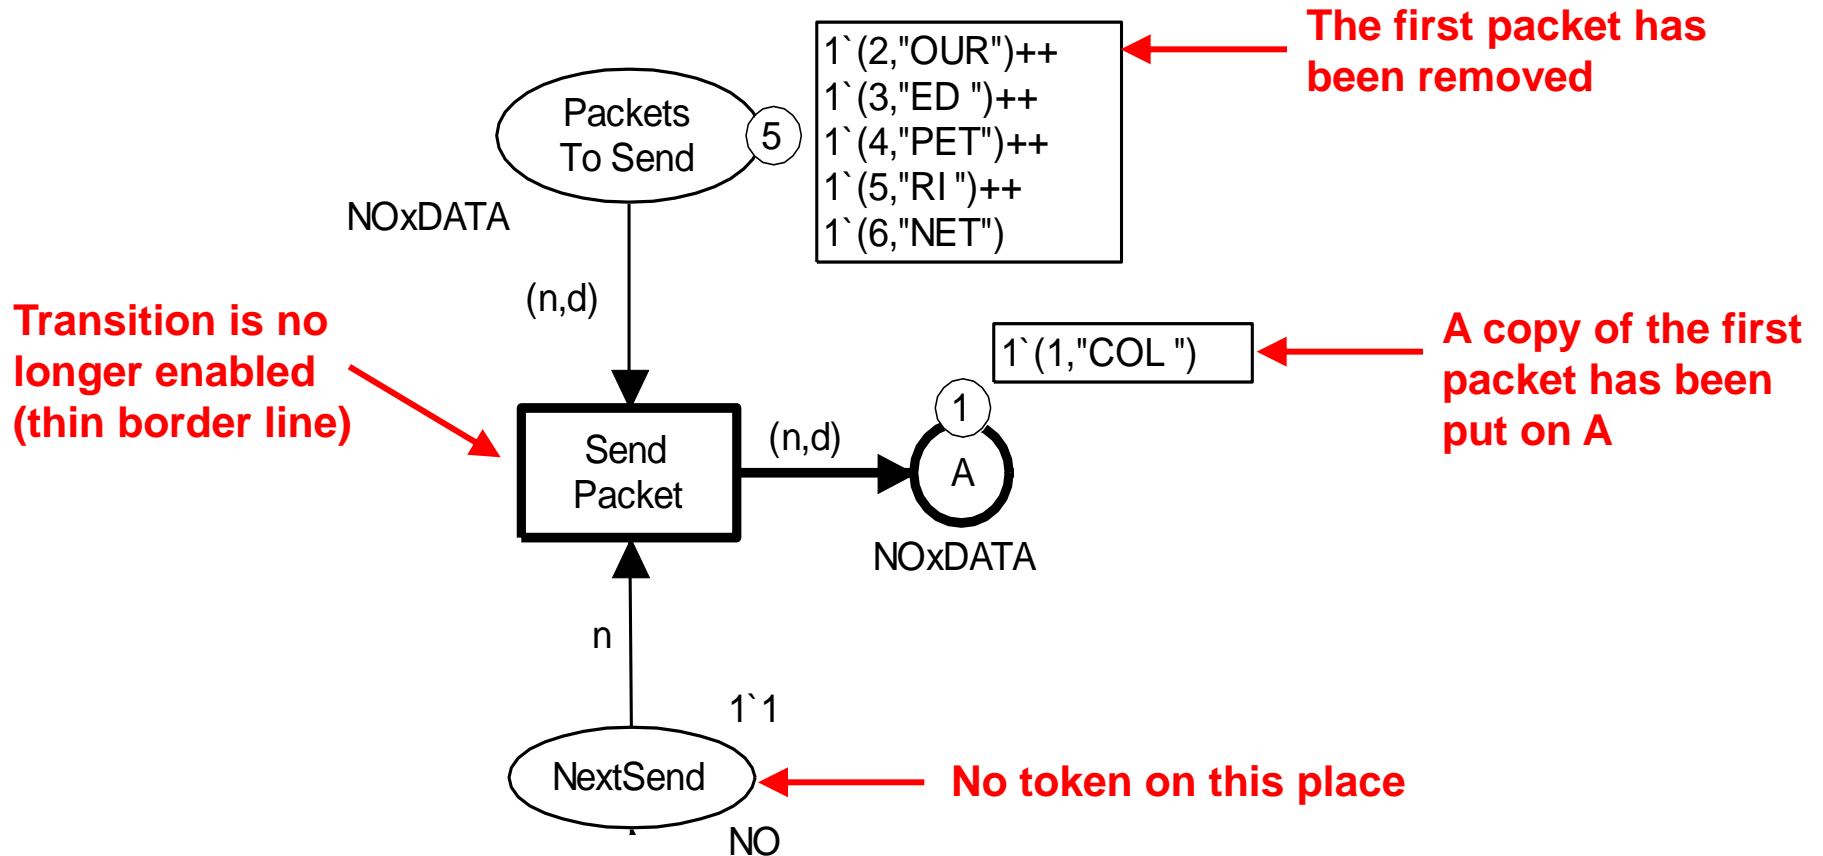 The first packet has
been removed
1`(2,"OUR")++
1`(3,"ED ")++
1`(4,"PET")++
1`(5,"RI ")++
1`(6,"NET")
Packets
To Send
5
NOxDATA
(n,d)
Transition is no
longer enabled
(thin border line)
1`(1,"COL ")
A copy of the first
packet has been
put on A
1
Send
Packet
(n,d)
A
NOxDATA
n
1`1
NextSend
No token on this place
NO